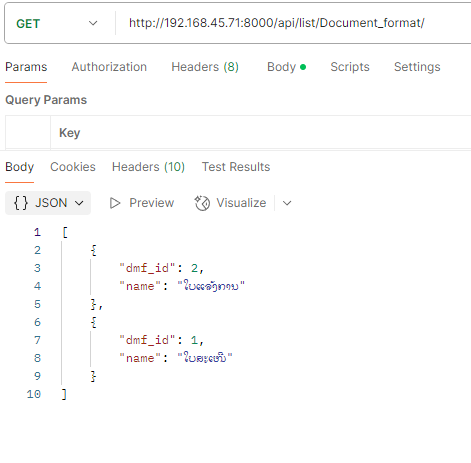 GET http://192.168.45.71:8000/api/list/Document_format/
Params Authorization Headers (8) Body Scripts Settings
Query Params
Key
Body Cookies Headers (10) Test Results
{} JSON Preview Visualize
1 [
2 {
3 "dmf_id": 2,
4 "name": "ໃບແຈ້ງການ"
5 },
6 {
7 "dmf_id": 1,
8 "name": "ໃບສະເໜີ"
9 }
10 ]